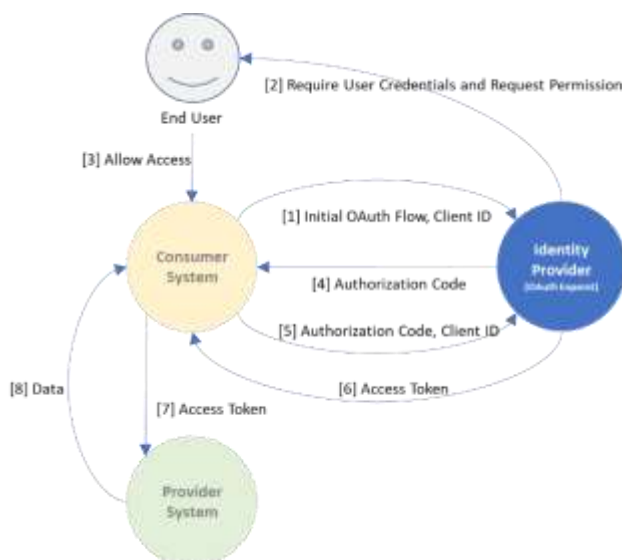 [2] Require User Credentials and Request Permission
End User
[3] Allow Access
[1] Initial OAuth Flow, Client ID
Consumer
System
Identity
Provider
(OAuth Enpoint)
[4] Authorization Code
[5] Authorization Code, Client ID
[6] Access Token
[8] Data
[7] Access Token
Provider
System